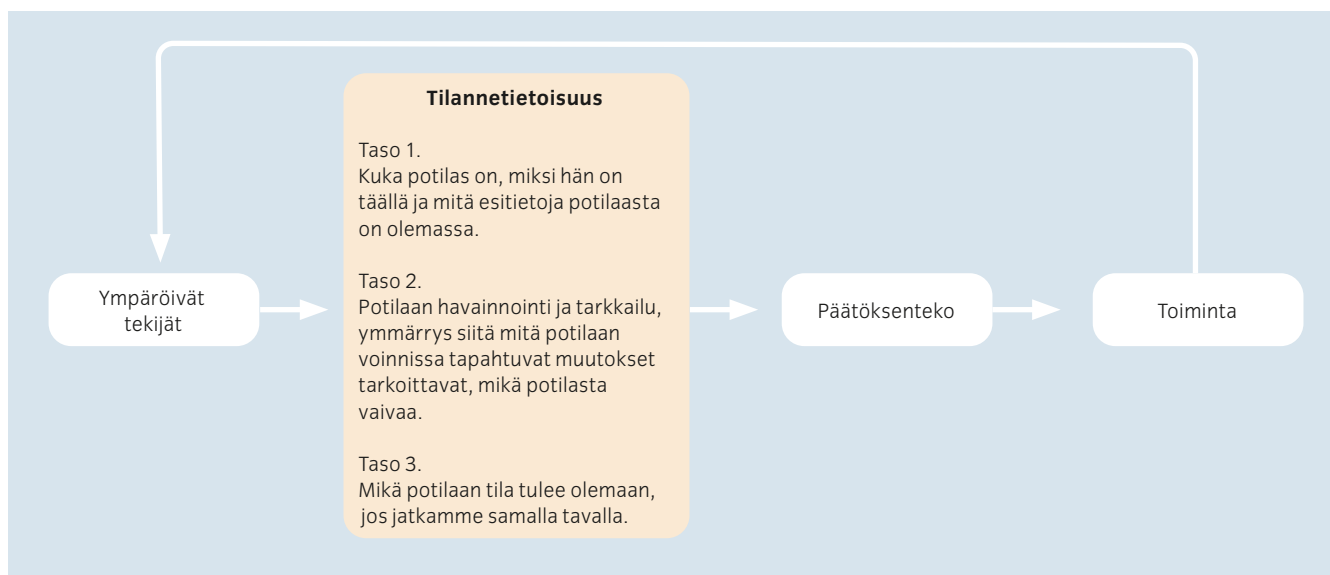 Tilannetietoisuus
Taso 1.
Kuka potilas on, miksi hän on
täällä ja mitä esitietoja potilaasta
on olemassa.
Taso 2.
Potilaan havainnointi ja tarkkailu,
ymmärrys siitä mitä potilaan
voinnissa tapahtuvat muutokset
tarkoittavat, mikä potilasta
vaivaa.
Taso 3.
Mikä potilaan tila tulee olemaan,
jos jatkamme samalla tavalla.
Ympäröivät
tekijät
Päätöksenteko
Toiminta